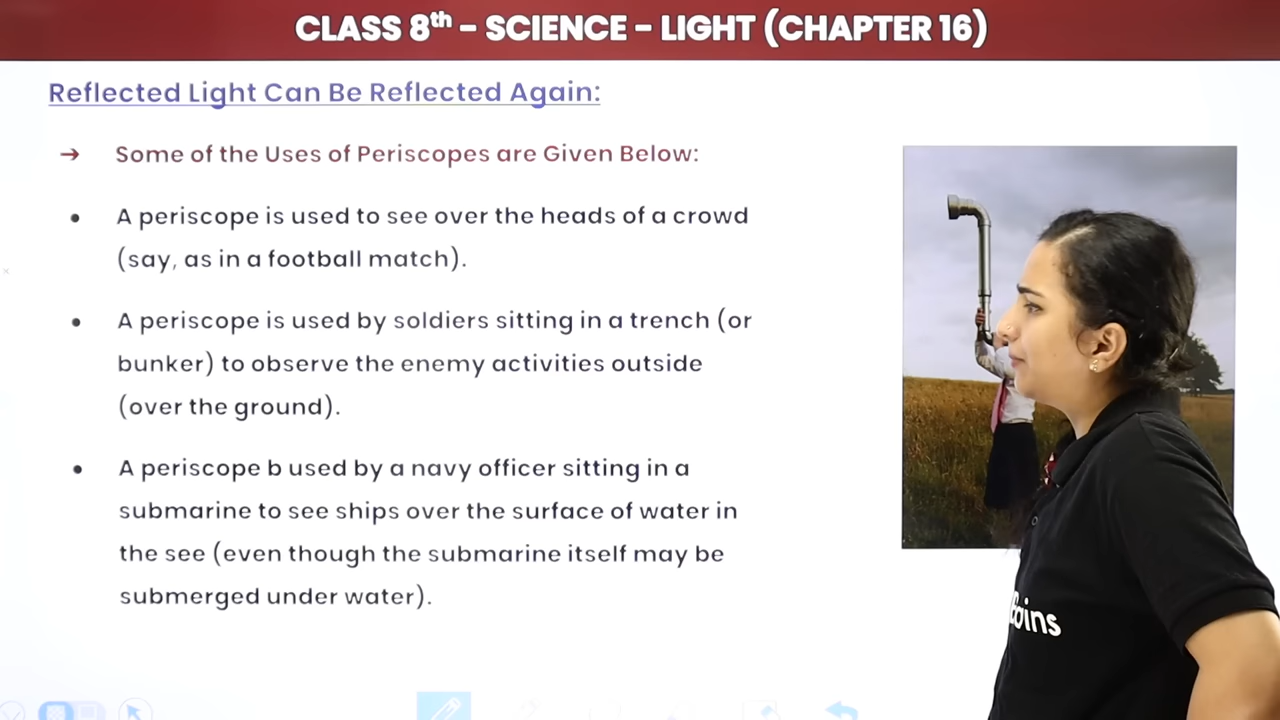 CLASS 8th - SCIENCE - LIGHT (CHAPTER 16)
Reflected Light Can Be Reflected Again:
→ Some of the Uses of Periscopes are Given Below:
• A periscope is used to see over the heads of a crowd
(say, as in a football match).
• A periscope is used by soldiers sitting in a trench (or
bunker) to observe the enemy activities outside
(over the ground).
• A periscope b used by a navy officer sitting in a
submarine to see ships over the surface of water in
the see (even though the submarine itself may be
submerged under water).